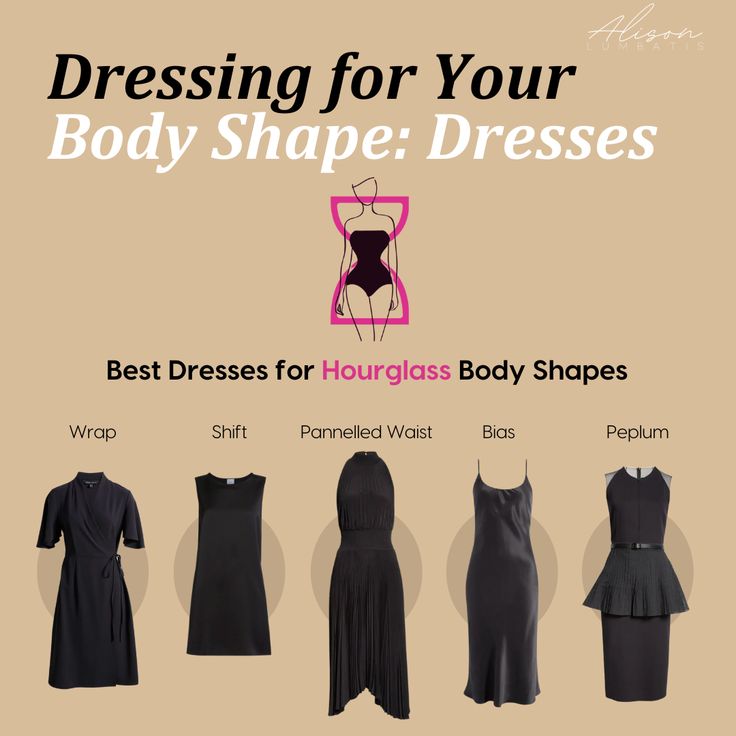 Alison
LUMBATIS
Dressing for Your
Body Shape: Dresses
Best Dresses for Hourglass Body Shapes
Wrap
Shift
Pannelled Waist
Bias
Peplum